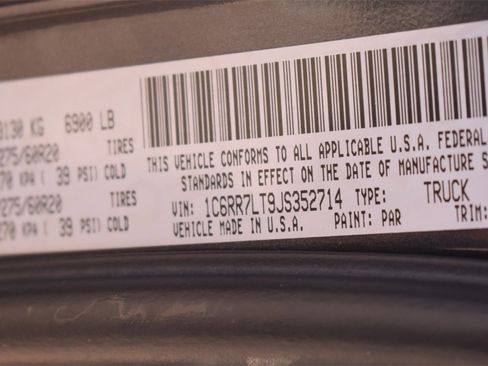 3130 KG 6900 LB
275/60R20 TIRES
270 KPA ( 39 PSI) COLD
275/60R20 TIRES
270 KPA ( 39 PSI) COLD
THIS VEHICLE CONFORMS TO ALL APPLICABLE U.S.A. FEDERAL
STANDARDS IN EFFECT ON THE DATE OF MANUFACTURE
VIN: 1C6RR7LT9JS352714 TYPE: TRUCK
VEHICLE MADE IN U.S.A. PAINT: PAR TRIM: